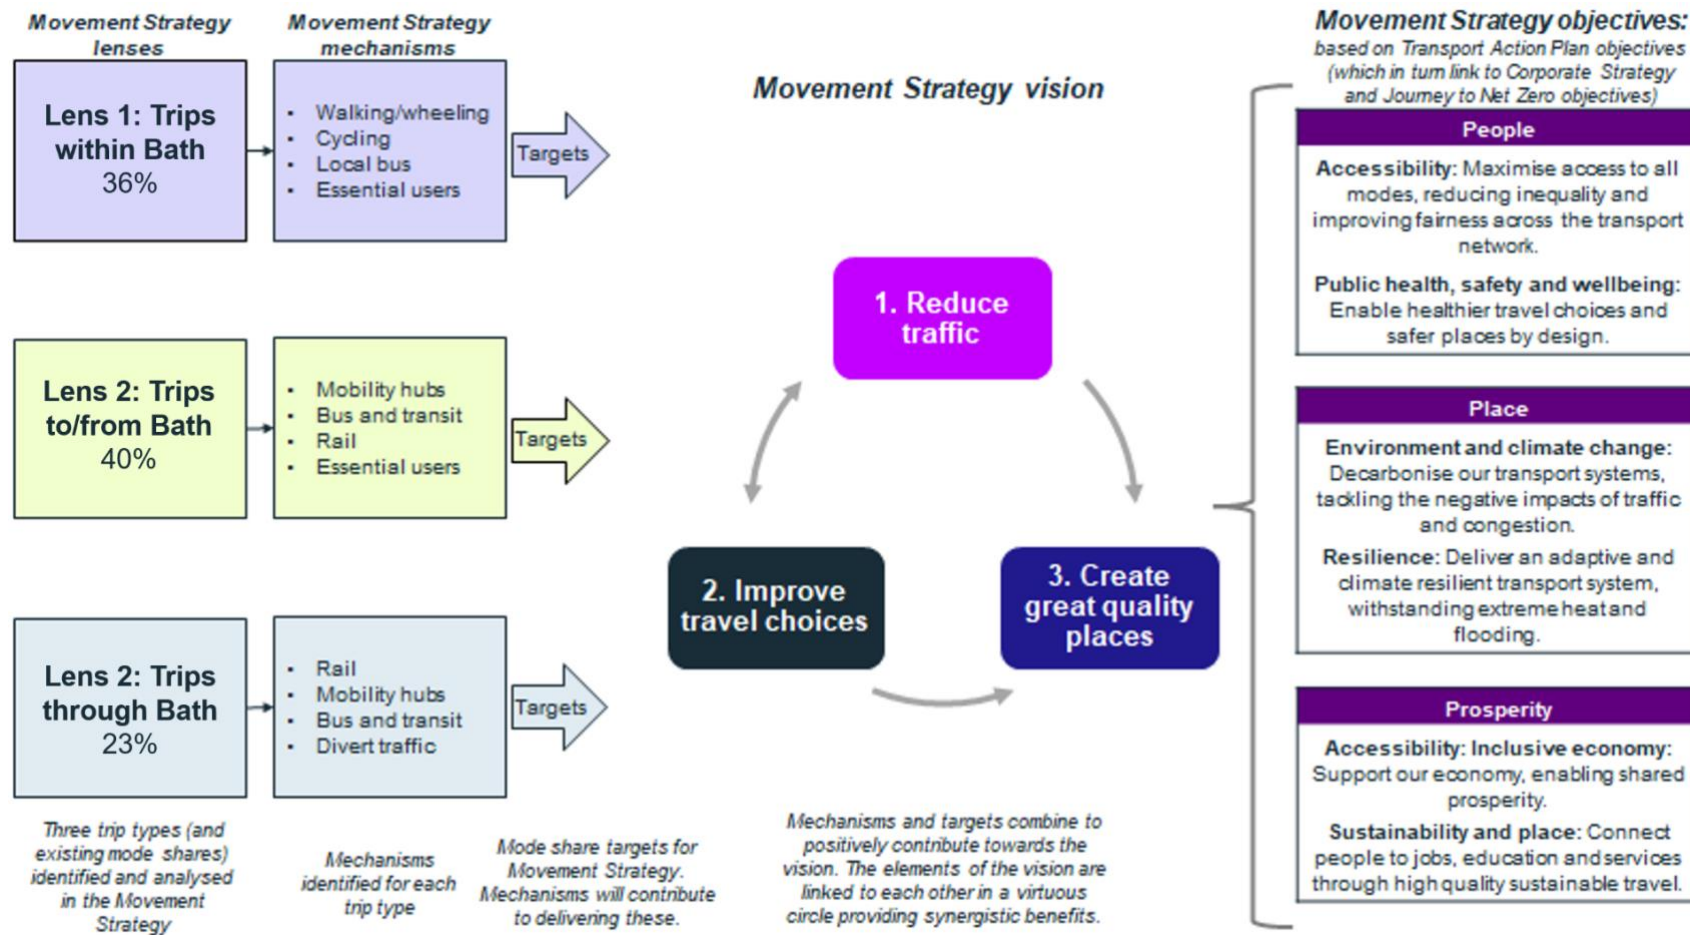 Movement Strategy
lenses
Lens 1: Trips
within Bath
36%
Lens 2: Trips
to/from Bath
40%
Lens 2: Trips
through Bath
23%
Three trip types (and
existing mode shares)
identified and analysed
in the Movement
Strategy
Movement Strategy
mechanisms
• Walking/wheeling
• Cycling
• Local bus
• Essential users
• Mobility hubs
• Bus and transit
• Rail
• Essential users
• Rail
• Mobility hubs
• Bus and transit
• Divert traffic
Mechanisms
identified for each
trip type
Targets
Targets
Targets
Mode share targets for
Movement Strategy.
Mechanisms will contribute
to delivering these.
Movement Strategy vision
1. Reduce
traffic
2. Improve
travel choices
3. Create
great quality
places
Mechanisms and targets combine to
positively contribute towards the
vision. The elements of the vision are
linked to each other in a virtuous
circle providing synergistic benefits.
Movement Strategy objectives:
based on Transport Action Plan objectives
(which in turn link to Corporate Strategy
and Journey to Net Zero objectives)
People
Accessibility: Maximise access to all
modes, reducing inequality and
improving fairness across the transport
network.
Public health, safety and wellbeing:
Enable healthier travel choices and
safer places by design.
Place
Environment and climate change:
Decarbonise our transport systems,
tackling the negative impacts of traffic
and congestion.
Resilience: Deliver an adaptive and
climate resilient transport system,
withstanding extreme heat and
flooding.
Prosperity
Accessibility: Inclusive economy:
Support our economy, enabling shared
prosperity.
Sustainability and place: Connect
people to jobs, education and services
through high quality sustainable travel.